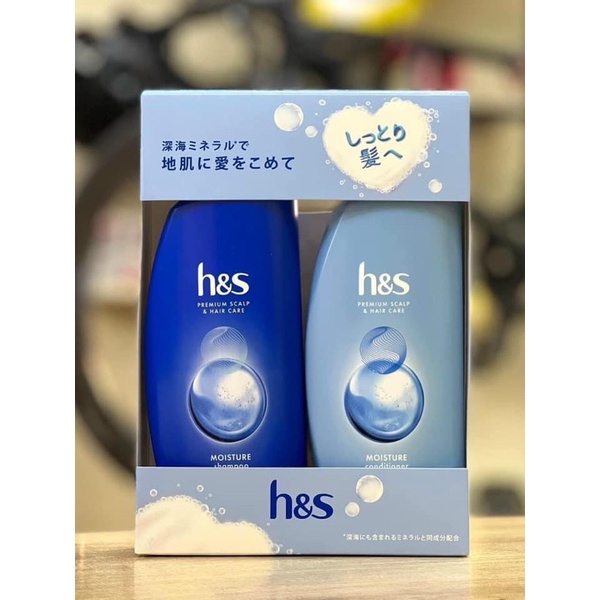 深海ミネラル*で
地肌に愛をこめて
しっとり
髪へ
h&s
PREMIUM SCALP
& HAIR CARE
MOISTURE
shampoo
h&s
PREMIUM SCALP
& HAIR CARE
MOISTURE
conditioner
h&s
*深海にも含まれるミネラルと同成分配合